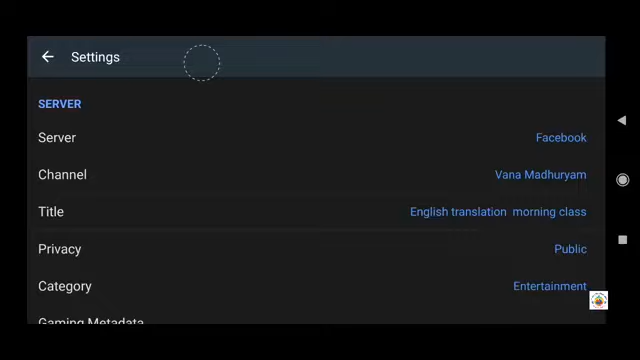 Settings
SERVER
Server Facebook
Channel Vana Madhuryam
Title English translation morning class
Privacy Public
Category Entertainment
Gaming Metadata